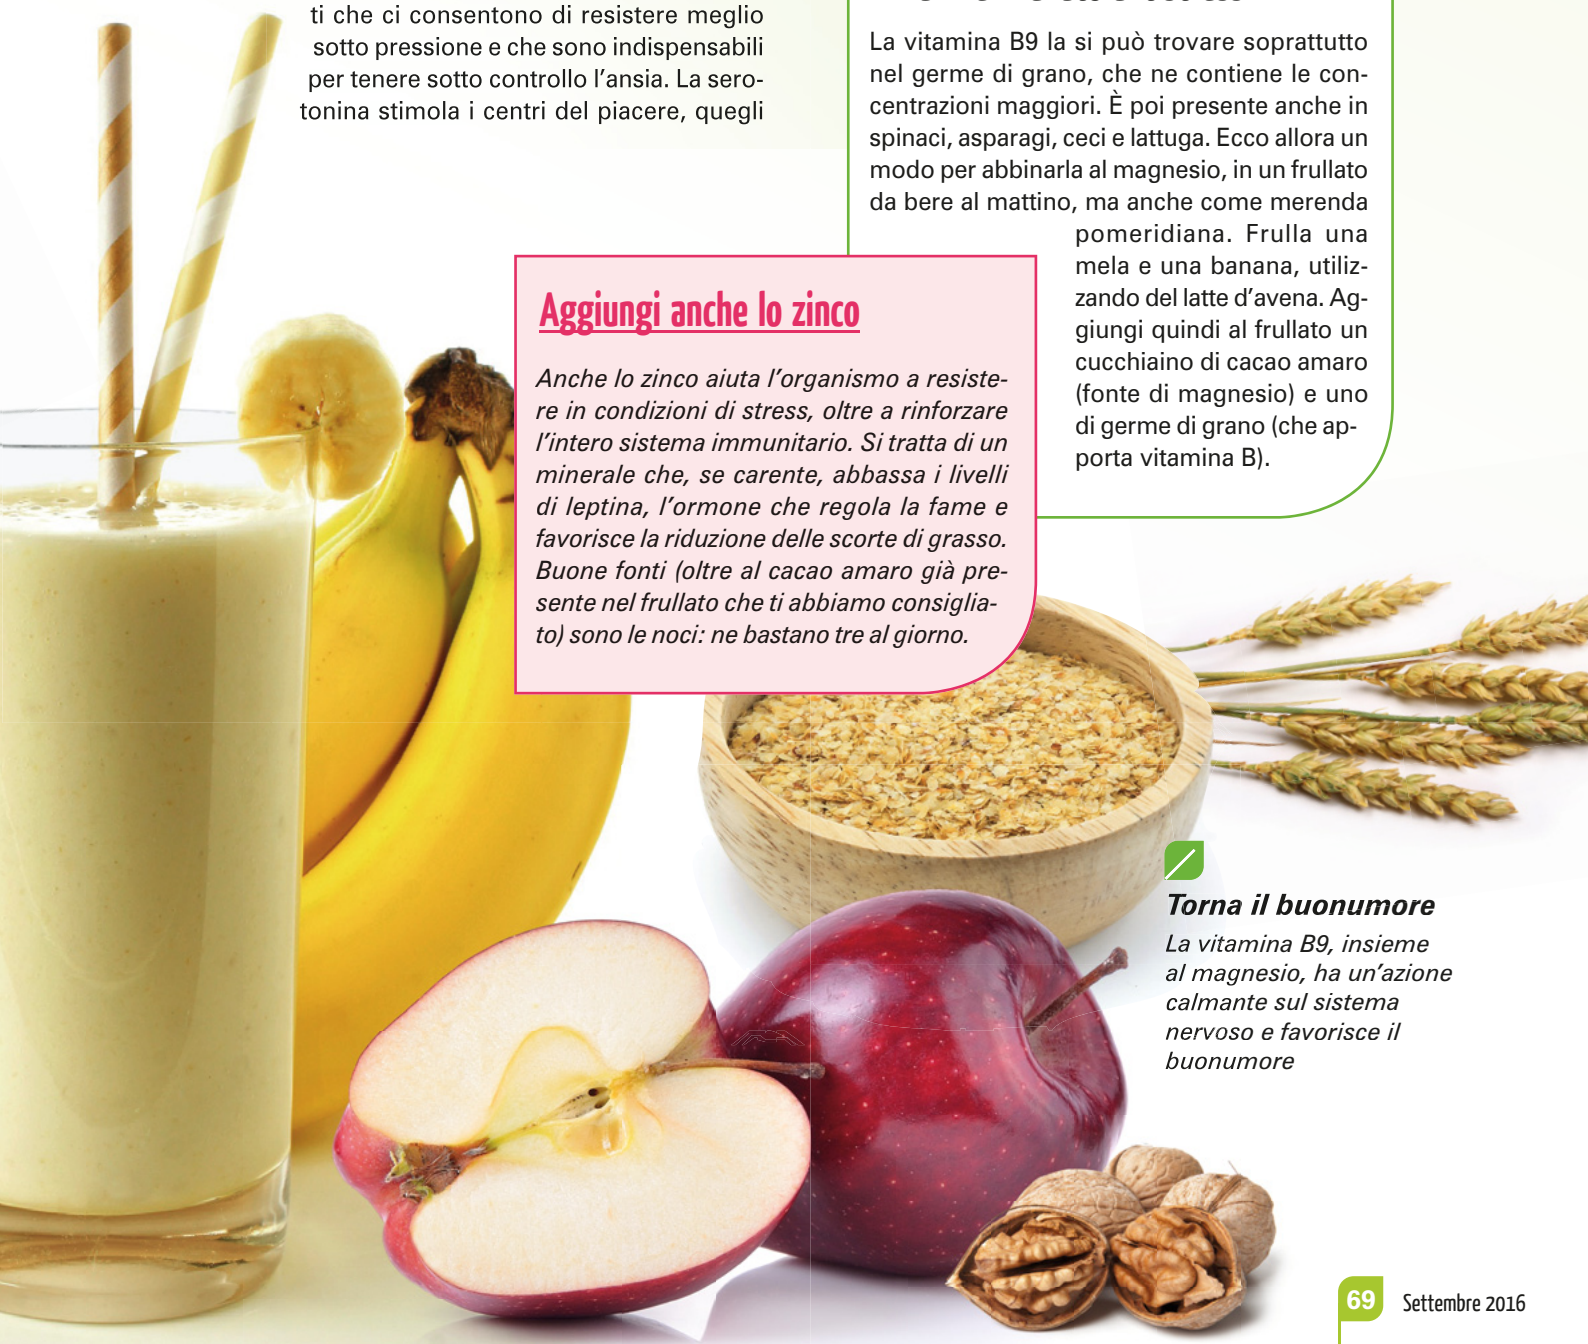 ti che ci consentono di resistere meglio
sotto pressione e che sono indispensabili
per tenere sotto controllo l’ansia. La sero-
tonina stimola i centri del piacere, quegli
La vitamina B9 la si può trovare soprattutto
nel germe di grano, che ne contiene le con-
centrazioni maggiori. È poi presente anche in
spinaci, asparagi, ceci e lattuga. Ecco allora un
modo per abbinarla al magnesio, in un frullato
da bere al mattino, ma anche come merenda
pomeridiana. Frulla una
mela e una banana, utiliz-
zando del latte d’avena. Ag-
giungi quindi al frullato un
cucchiaino di cacao amaro
(fonte di magnesio) e uno
di germe di grano (che ap-
porta vitamina B).
Aggiungi anche lo zinco
Anche lo zinco aiuta l’organismo a resiste-
re in condizioni di stress, oltre a rinforzare
l’intero sistema immunitario. Si tratta di un
minerale che, se carente, abbassa i livelli
di leptina, l’ormone che regola la fame e
favorisce la riduzione delle scorte di grasso.
Buone fonti (oltre al cacao amaro già pre-
sente nel frullato che ti abbiamo consiglia-
to) sono le noci: ne bastano tre al giorno.
Torna il buonumore
La vitamina B9, insieme
al magnesio, ha un’azione
calmante sul sistema
nervoso e favorisce il
buonumore
69 Settembre 2016